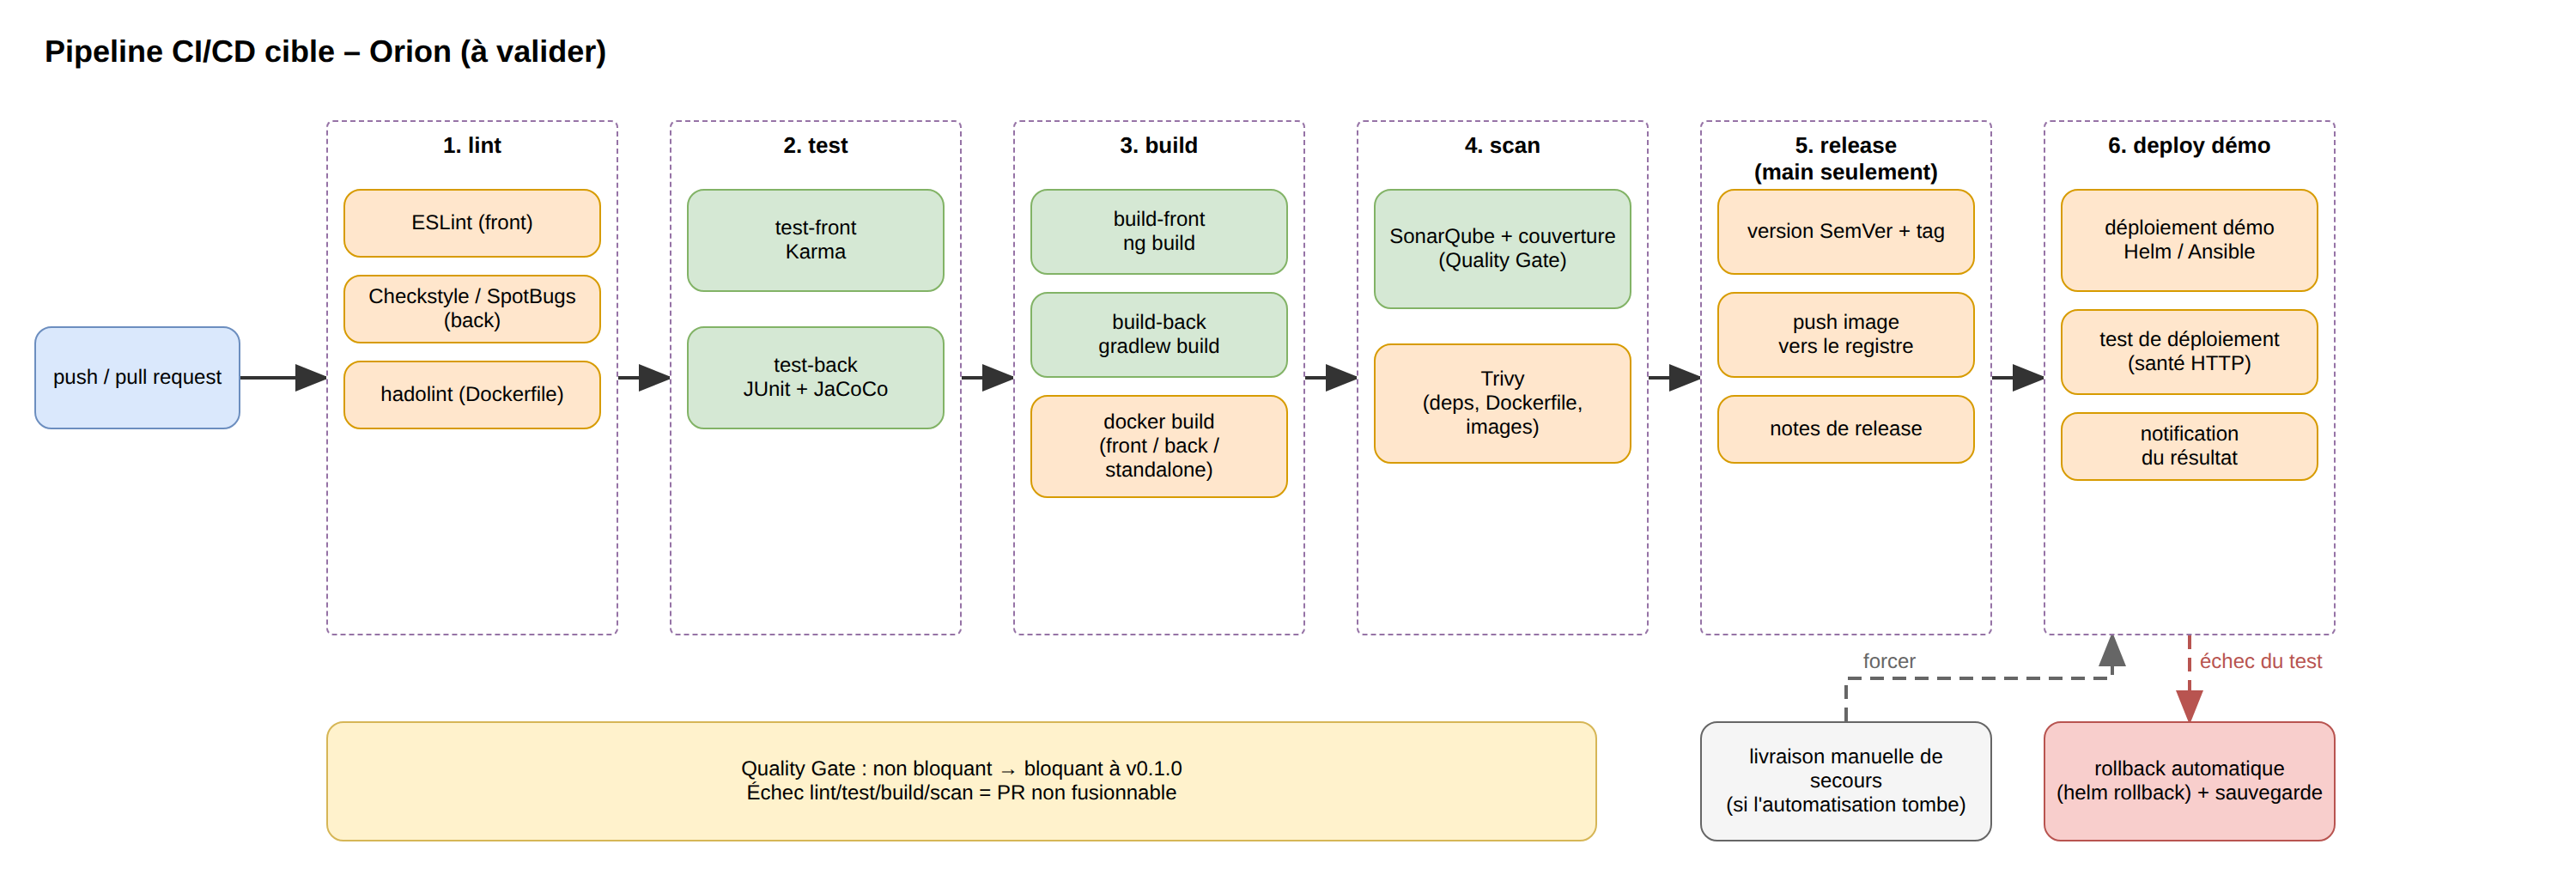 Pipeline CI/CD cible – Orion (à valider)
push / pull request
1. lint
ESLint (front)
Checkstyle / SpotBugs
(back)
hadolint (Dockerfile)
2. test
test-front
Karma
test-back
JUnit + JaCoCo
3. build
build-front
ng build
build-back
gradlew build
docker build
(front / back /
standalone)
4. scan
SonarQube + couverture
(Quality Gate)
Trivy
(deps, Dockerfile,
images)
5. release
(main seulement)
version SemVer + tag
push image
vers le registre
notes de release
6. deploy démo
déploiement démo
Helm / Ansible
test de déploiement
(santé HTTP)
notification
du résultat
forcer
échec du test
Quality Gate : non bloquant → bloquant à v0.1.0
Échec lint/test/build/scan = PR non fusionnable
livraison manuelle de
secours
(si l'automatisation tombe)
rollback automatique
(helm rollback) + sauvegarde